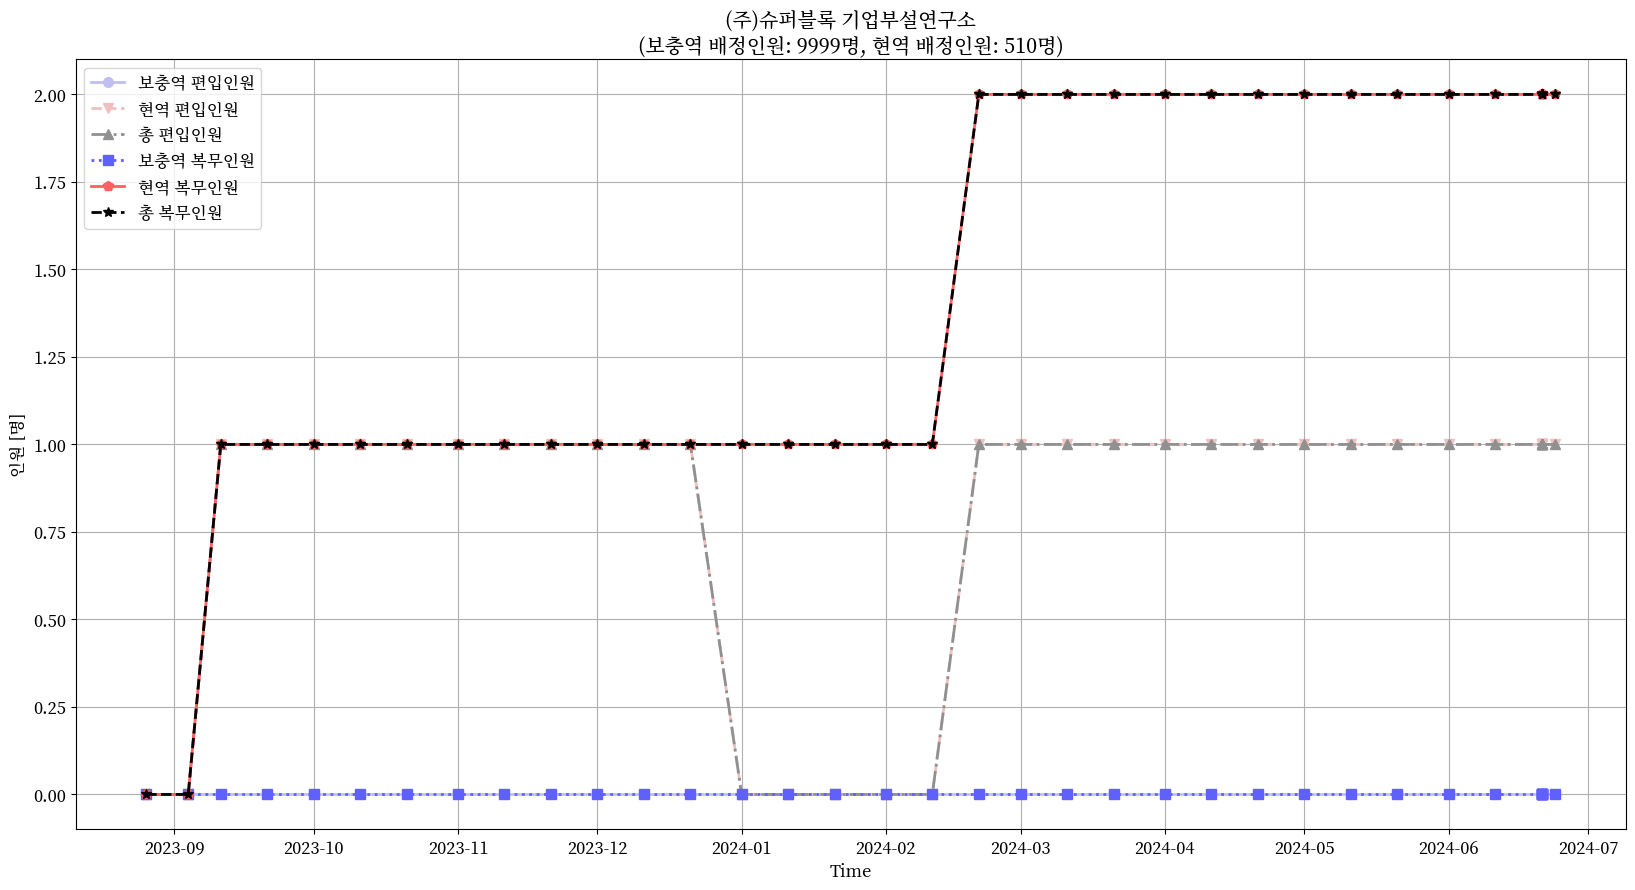 (주)슈퍼블록 기업부설연구소
(보충역 배정인원: 9999명, 현역 배정인원: 510명)
보충역 편입인원
현역 편입인원
총 편입인원
보충역 복무인원
현역 복무인원
총 복무인원
인원 [명]
2.00
1.75
1.50
1.25
1.00
0.75
0.50
0.25
0.00
2023-09 2023-10 2023-11 2023-12 2024-01 2024-02 2024-03 2024-04 2024-05 2024-06 2024-07
Time